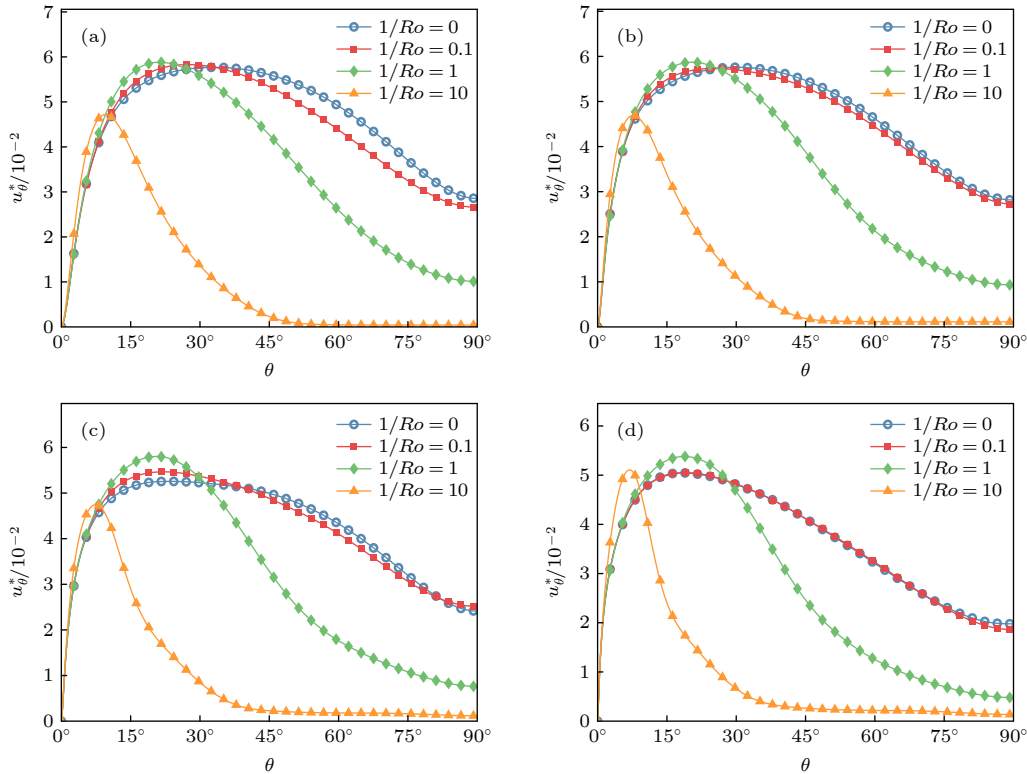 (a)
1/Ro = 0
1/Ro = 0.1
1/Ro = 1
1/Ro = 10
7
6
5
4
3
2
1
0
u*θ/10⁻²
0° 15° 30° 45° 60° 75° 90°
θ
(b)
1/Ro = 0
1/Ro = 0.1
1/Ro = 1
1/Ro = 10
7
6
5
4
3
2
1
0
u*θ/10⁻²
0° 15° 30° 45° 60° 75° 90°
θ
(c)
1/Ro = 0
1/Ro = 0.1
1/Ro = 1
1/Ro = 10
6
5
4
3
2
1
0
u*θ/10⁻²
0° 15° 30° 45° 60° 75° 90°
θ
(d)
1/Ro = 0
1/Ro = 0.1
1/Ro = 1
1/Ro = 10
6
5
4
3
2
1
0
u*θ/10⁻²
0° 15° 30° 45° 60° 75° 90°
θ